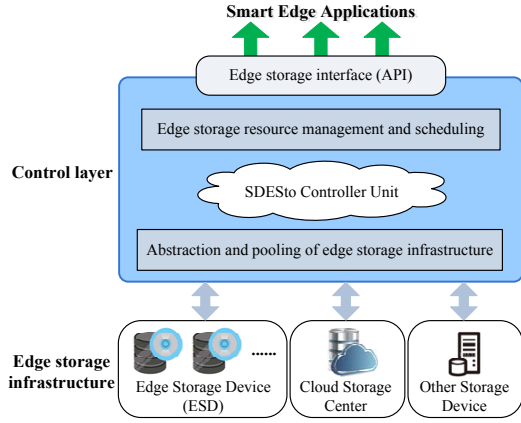 Smart Edge Applications
Edge storage interface (API)
Edge storage resource management and scheduling
Control layer
SDESto Controller Unit
Abstraction and pooling of edge storage infrastructure
Edge storage
infrastructure
Edge Storage Device
(ESD)
......
Cloud Storage
Center
Other Storage
Device